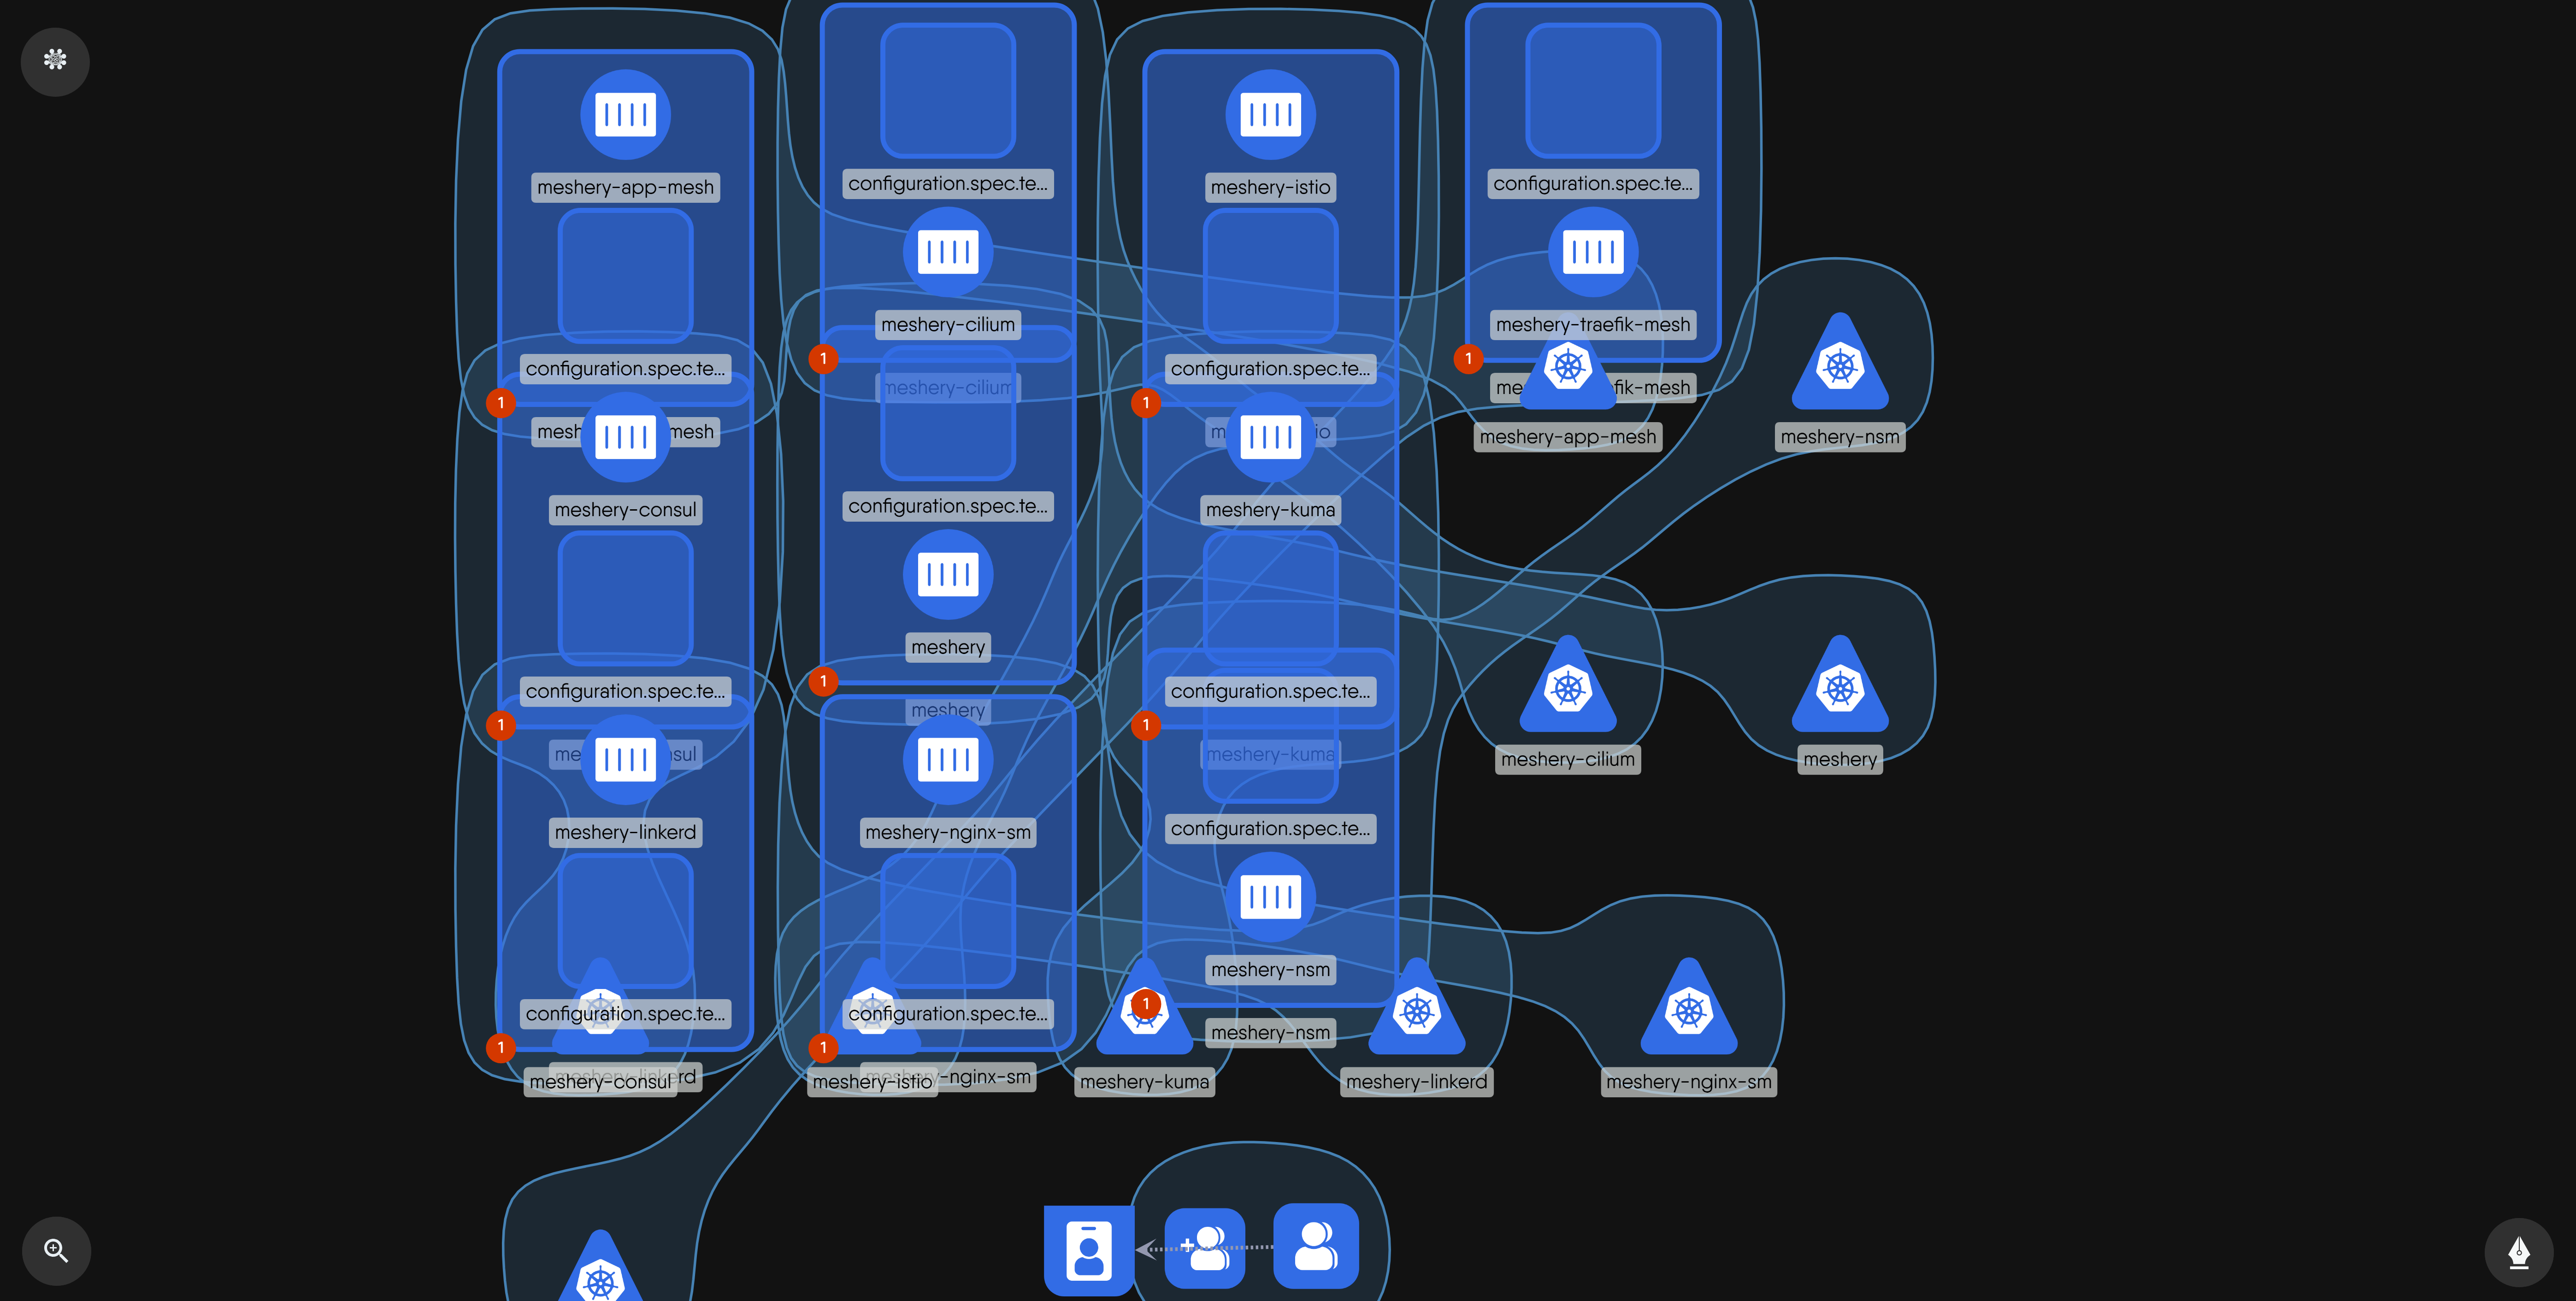 meshery-app-mesh
configuration.spec.te...
meshery-istio
configuration.spec.te...
configuration.spec.te...
meshery-cilium
configuration.spec.te...
meshery-traefik-mesh
1
1
meshery-cilium
1
1
mesh mesh
configuration.spec.te...
me fik-mesh
meshery-app-mesh
meshery-nsm
m io
meshery-consul
configuration.spec.te...
meshery-kuma
meshery
configuration.spec.te...
1
configuration.spec.te...
meshery
1
1
me sul
meshery-kuma
meshery-cilium
meshery
meshery-linkerd
meshery-nginx-sm
configuration.spec.te...
meshery-nsm
1
configuration.spec.te...
configuration.spec.te...
meshery-nsm
1
1
meshery-consul rd
meshery-istio y-nginx-sm
meshery-kuma
meshery-linkerd
meshery-nginx-sm